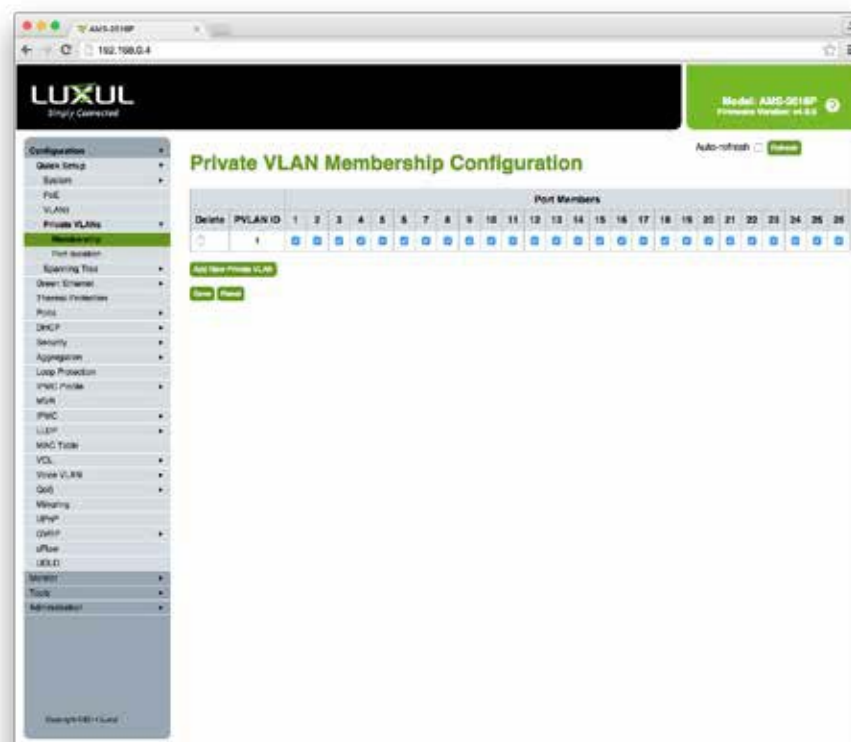 192.168.0.4
LUXUL
Simply Connected
Auto-refresh
Refresh
Configuration
Quick Setup
System
PoE
VLANs
Private VLANs
Membership
Port Isolation
Spanning Tree
Green Ethernet
Thermal Protection
Ports
DHCP
Security
Aggregation
Loop Protection
IPMC Profile
MVR
IPMC
LLDP
MAC Table
VCL
Voice VLAN
QoS
Mirroring
UPnP
GVRP
sFlow
UDLD
Monitor
Tools
Administration
Private VLAN Membership Configuration
Port Members
Delete PVLAN ID 1 2 3 4 5 6 7 8 9 10 11 12 13 14 15 16 17 18 19 20 21 22 23 24 25 26
1
Add New Private VLAN
Save Reset